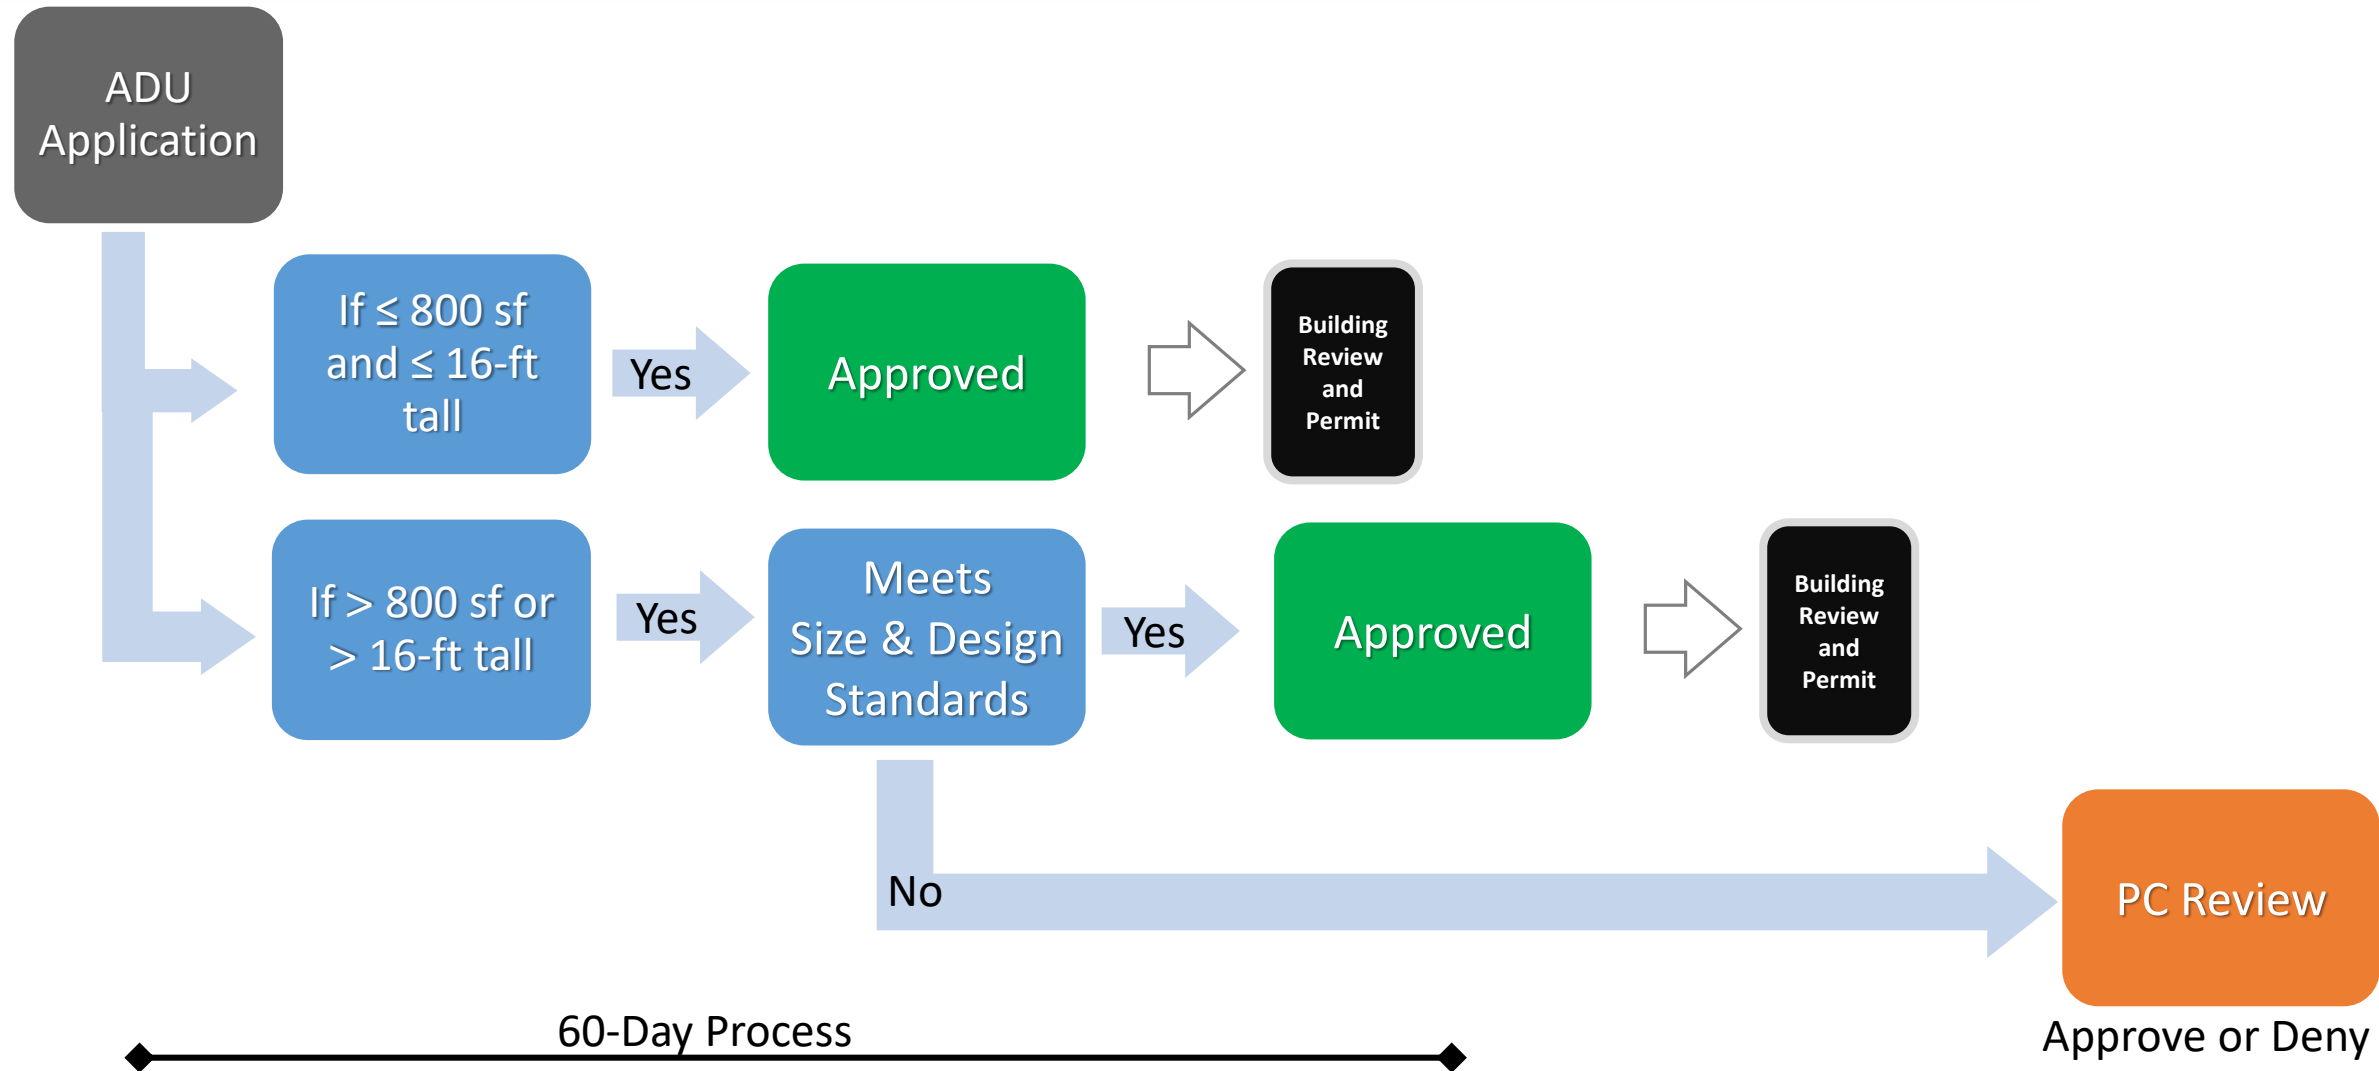 ADU
Application
If ≤ 800 sf
and ≤ 16-ft
tall
Yes
Approved
Building
Review
and
Permit
If > 800 sf or
> 16-ft tall
Yes
Meets
Size & Design
Standards
Yes
Approved
Building
Review
and
Permit
No
PC Review
60-Day Process
Approve or Deny